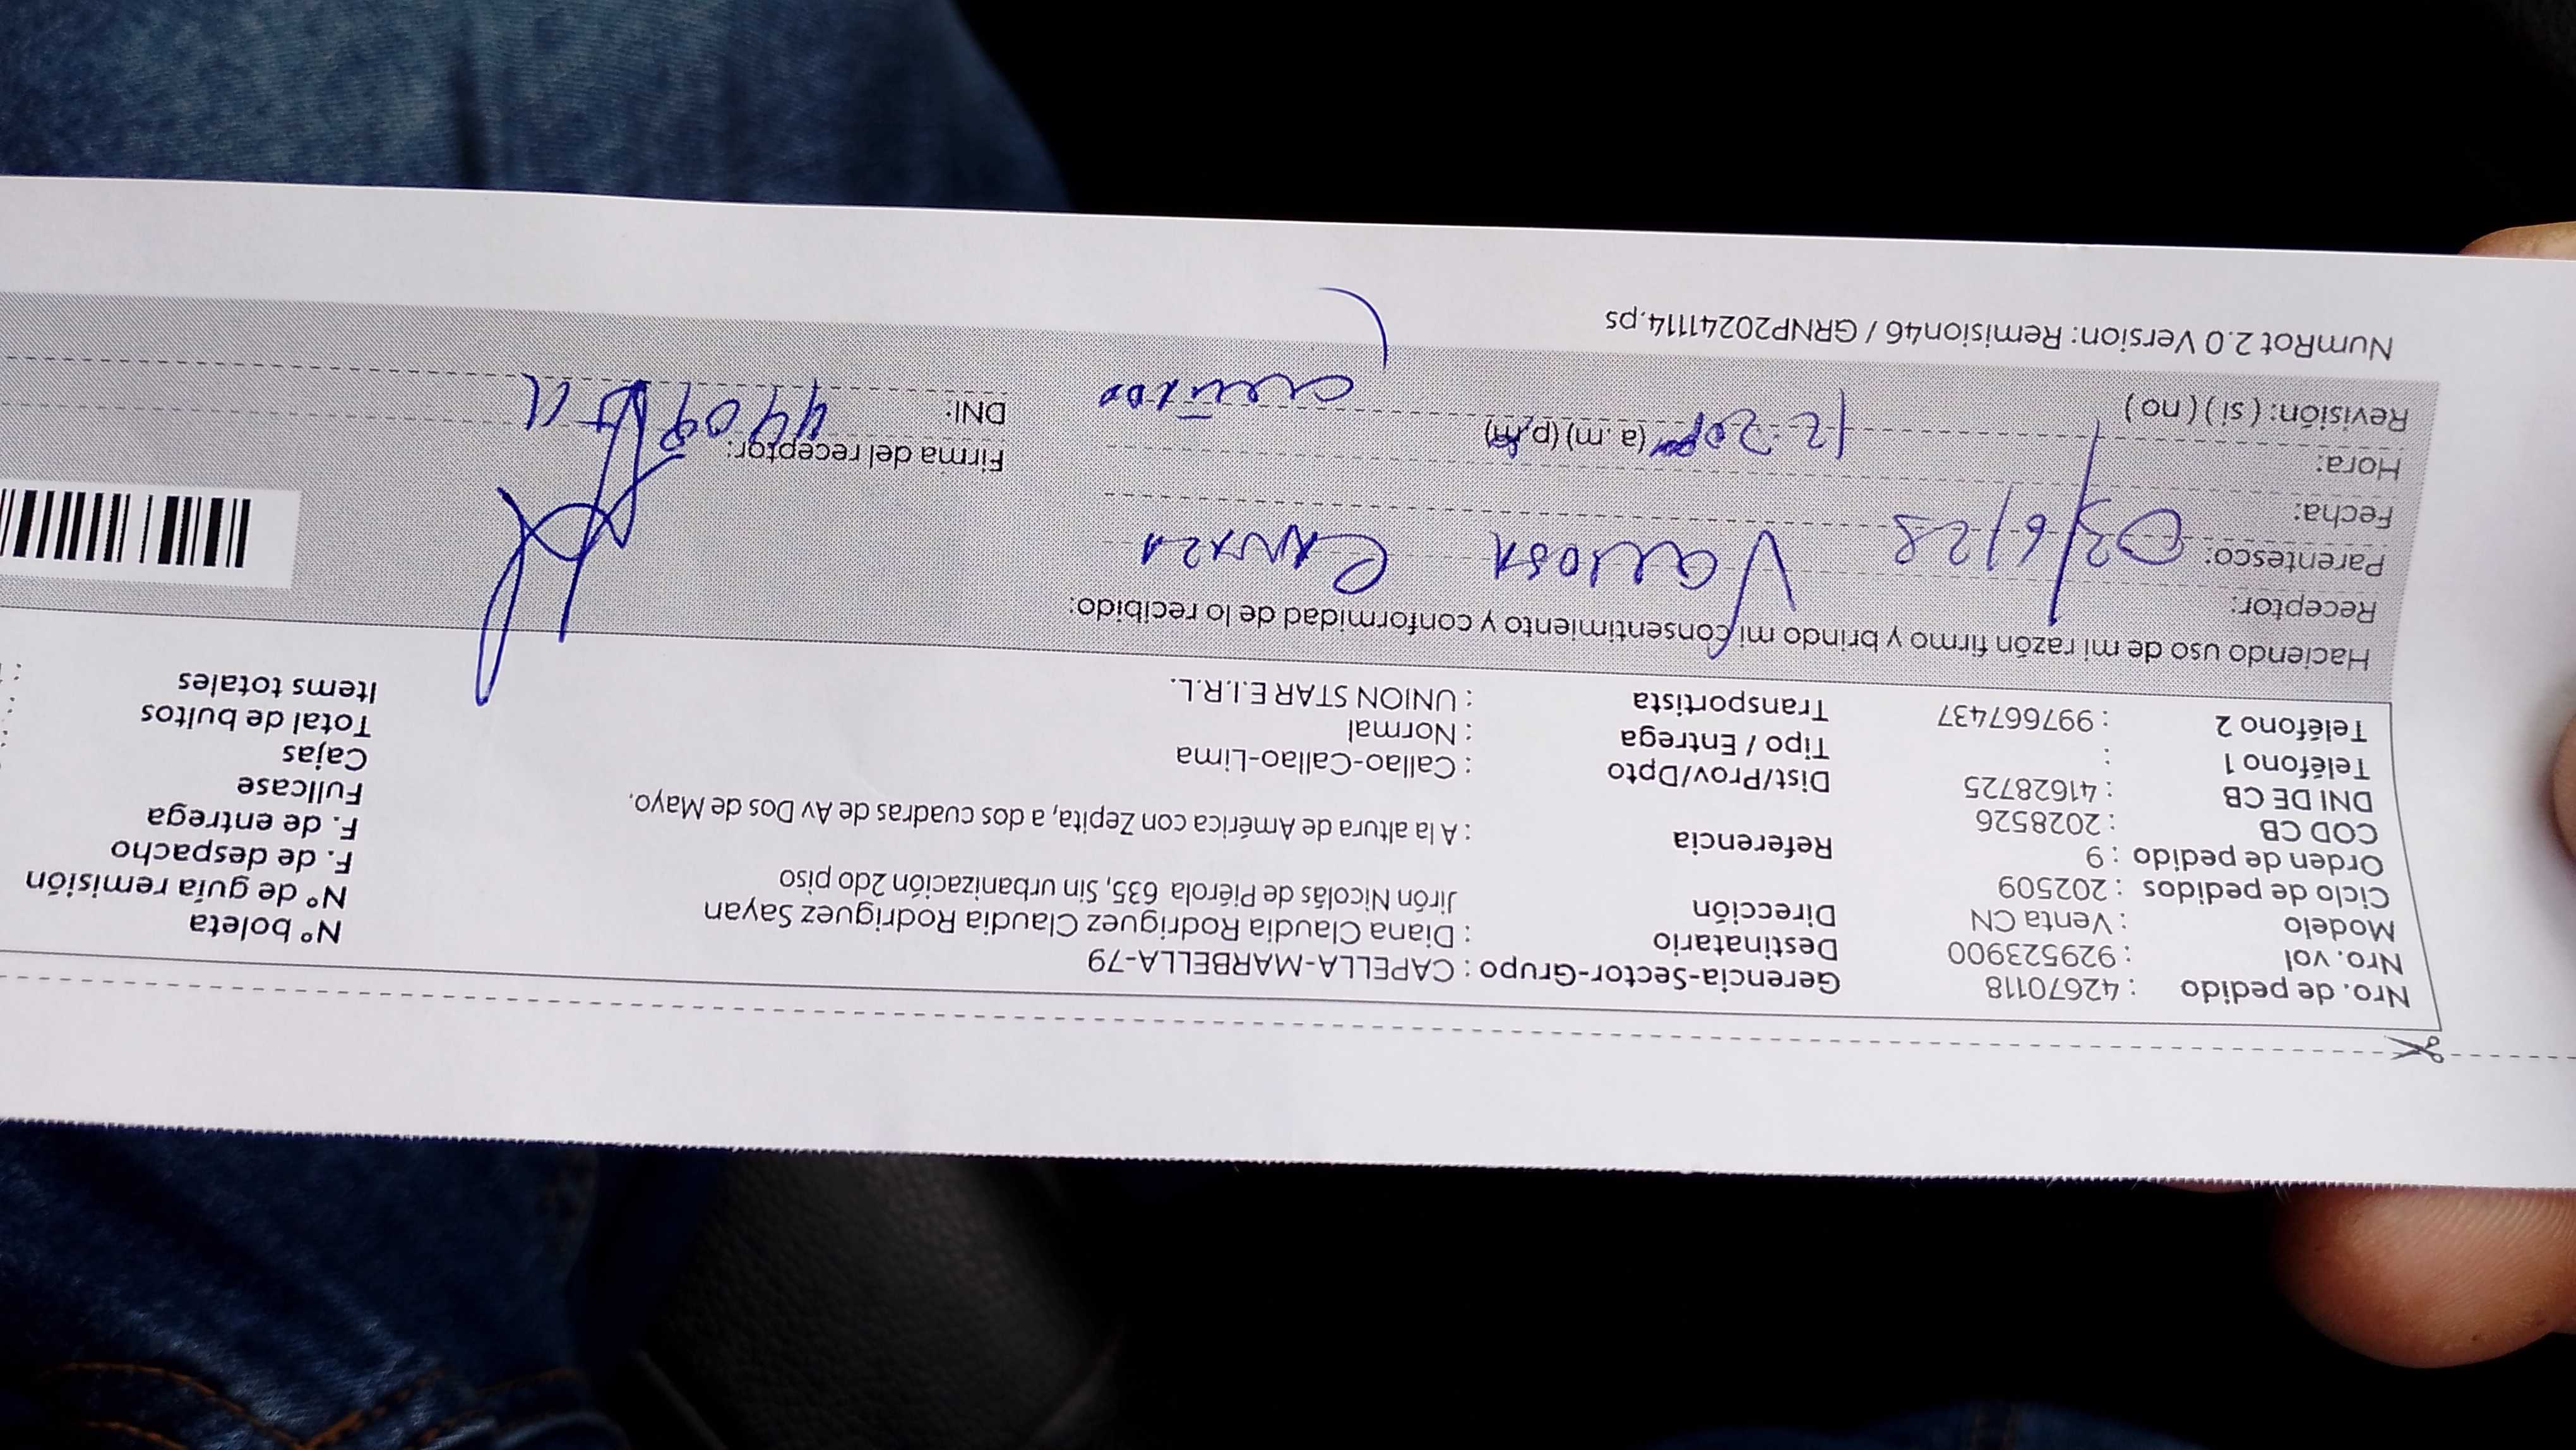 Nro. de pedido : 42670118 Gerencia-Sector-Grupo : CAPELLA-MARBELLA-79
Nro. vol : 929523900 Destinatario : Diana Claudia Rodriguez Claudia Rodriguez Sayan Nº boleta
Modelo : Venta CN Dirección Jirón Nicolás de Piérola 635, Sin urbanización 2do piso Nº de guía remisión
Ciclo de pedidos : 202509 F. de despacho
Orden de pedido : 9 Referencia : A la altura de América con Zepita, a dos cuadras de Av Dos de Mayo. F. de entrega
COD CB : 2028526 Fullcase
DNI DE CB : 41628725 Dist/Prov/Dpto : Callao-Callao-Lima Cajas
Teléfono 1 : Tipo / Entrega : Normal Total de bultos
Teléfono 2 : 997667437 Transportista : UNION STAR E.I.R.L. Items totales
Haciendo uso de mi razón firmo y brindo mi consentimiento y conformidad de lo recibido:
Receptor:
Parentesco:
Fecha: 03/6/25
Hora: 12:20pm (a.m) (p.m) Firma del receptor:
Revisión: ( si ) ( no ) DNI:
NumRot 2.0 Version: Remision46 / GRNP20241114.ps